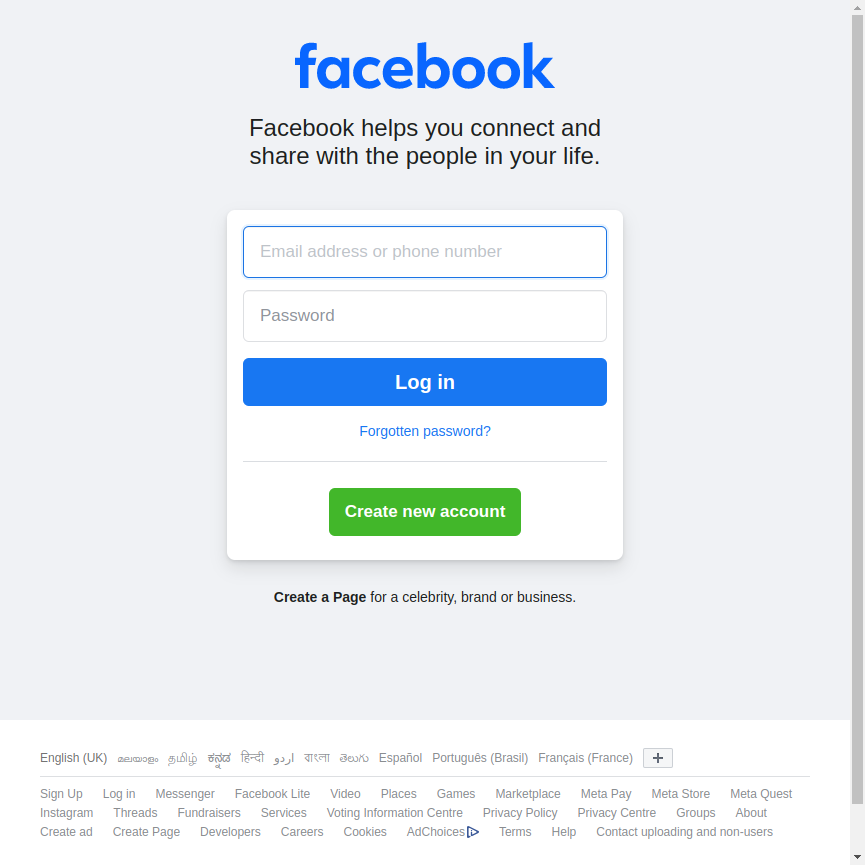 facebook
Facebook helps you connect and
share with the people in your life.
Email address or phone number
Password
Log in
Forgotten password?
Create new account
Create a Page for a celebrity, brand or business.
English (UK) മലയാളം தமிழ் ಕನ್ನಡ हिन्दी اردو বাংলা తెలుగు Español Português (Brasil) Français (France)
Sign Up Log in Messenger Facebook Lite Video Places Games Marketplace Meta Pay Meta Store Meta Quest
Instagram Threads Fundraisers Services Voting Information Centre Privacy Policy Privacy Centre Groups About
Create ad Create Page Developers Careers Cookies AdChoices Terms Help Contact uploading and non-users